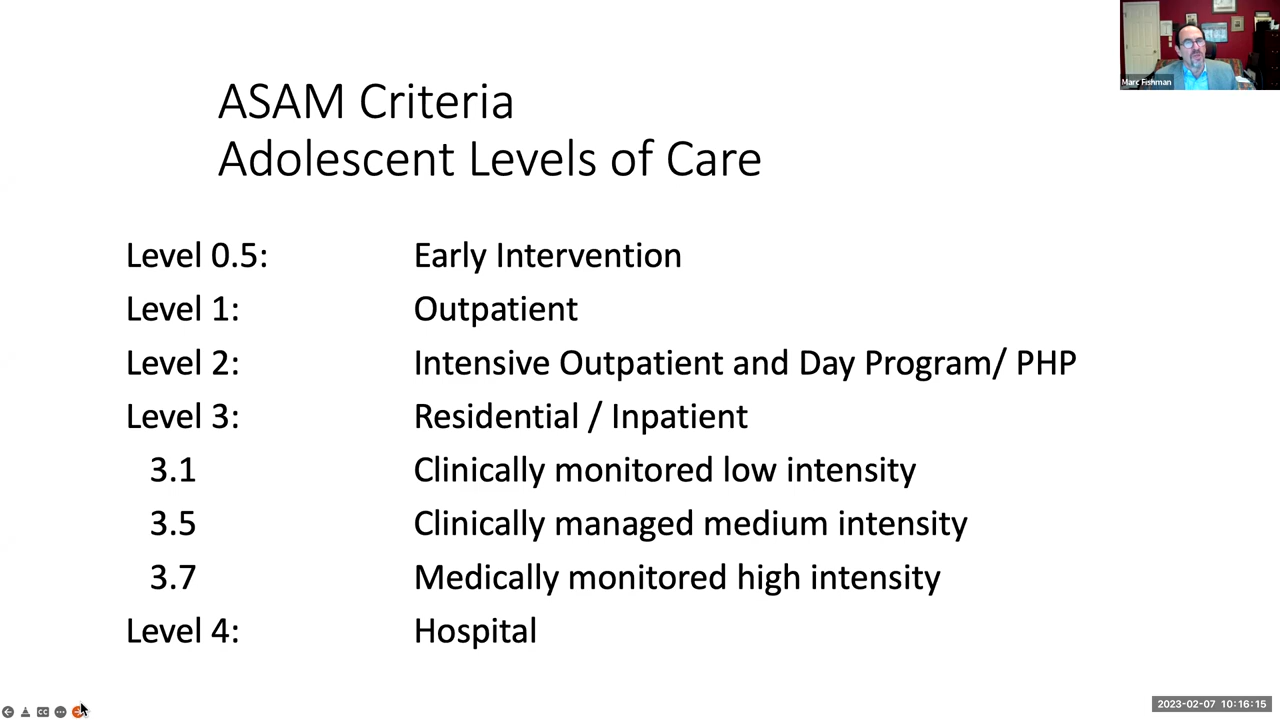 Marc Fishman
ASAM Criteria
Adolescent Levels of Care
Level 0.5: Early Intervention
Level 1: Outpatient
Level 2: Intensive Outpatient and Day Program/ PHP
Level 3: Residential / Inpatient
3.1 Clinically monitored low intensity
3.5 Clinically managed medium intensity
3.7 Medically monitored high intensity
Level 4: Hospital
CC
2023-02-07 10:16:15